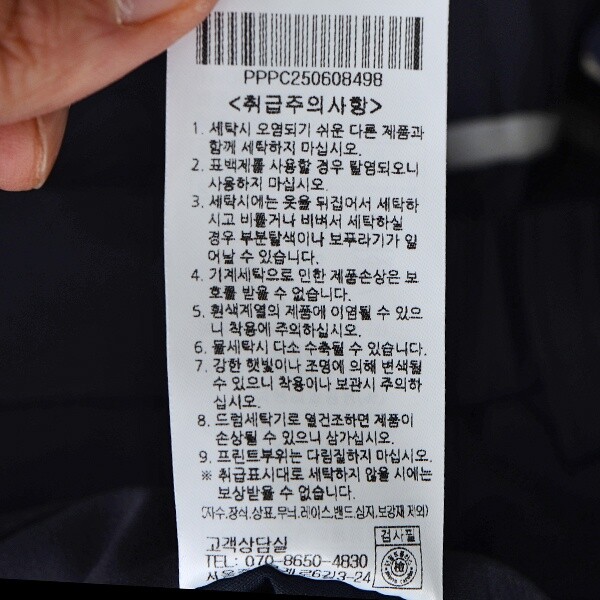 PPPC250608498
<취급주의사항>
1. 세탁시 오염되기 쉬운 다른 제품과
함께 세탁하지 마십시오.
2. 표백제를 사용할 경우 탈염되오니
사용하지 마십시오.
3. 세탁시에는 옷을 뒤집어서 세탁하
시고 비틀거나 비벼서 세탁하실
경우 부분탈색이나 보푸라기가 일
어날 수 있습니다.
4. 기계세탁으로 인한 제품손상은 보
호를 받을 수 없습니다.
5. 흰색계열의 제품에 이염될 수 있으
니 착용에 주의하십시오.
6. 물세탁시 다소 수축될 수 있습니다.
7. 강한 햇빛이나 조명에 의해 변색될
수 있으니 착용이나 보관시 주의하
십시오.
8. 드럼세탁기로 열건조하면 제품이
손상될 수 있으니 삼가십시오.
9. 프린트부위는 다림질하지 마십시오.
※ 취급표시대로 세탁하지 않을 시에는
보상받을 수 없습니다.
(자수,장식,상표,무늬,레이스,밴드,심지,보강재 제외)
고객상담실
검사필
TEL: 070-8650-4830
6길3-24